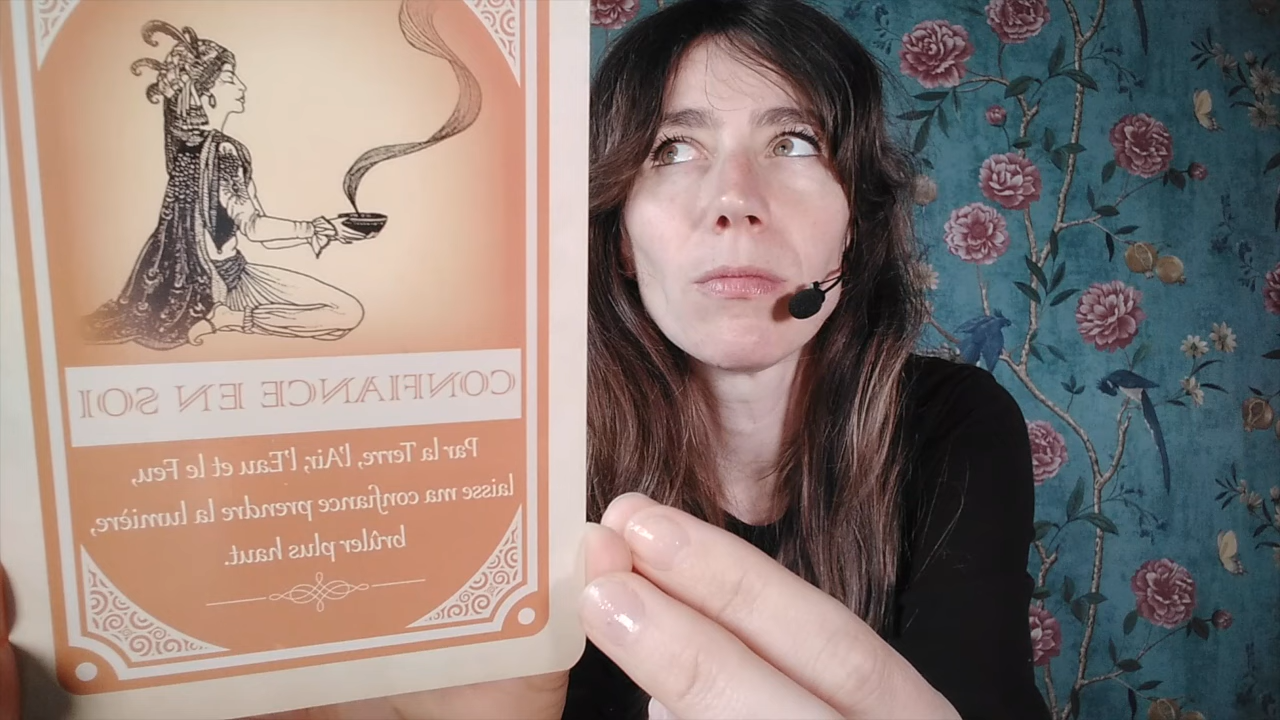 CONFIANCE EN SOI
Par la Terre, l'Air, l'Eau et le Feu,
laisse ma confiance prendre la lumière,
brûler plus haut.